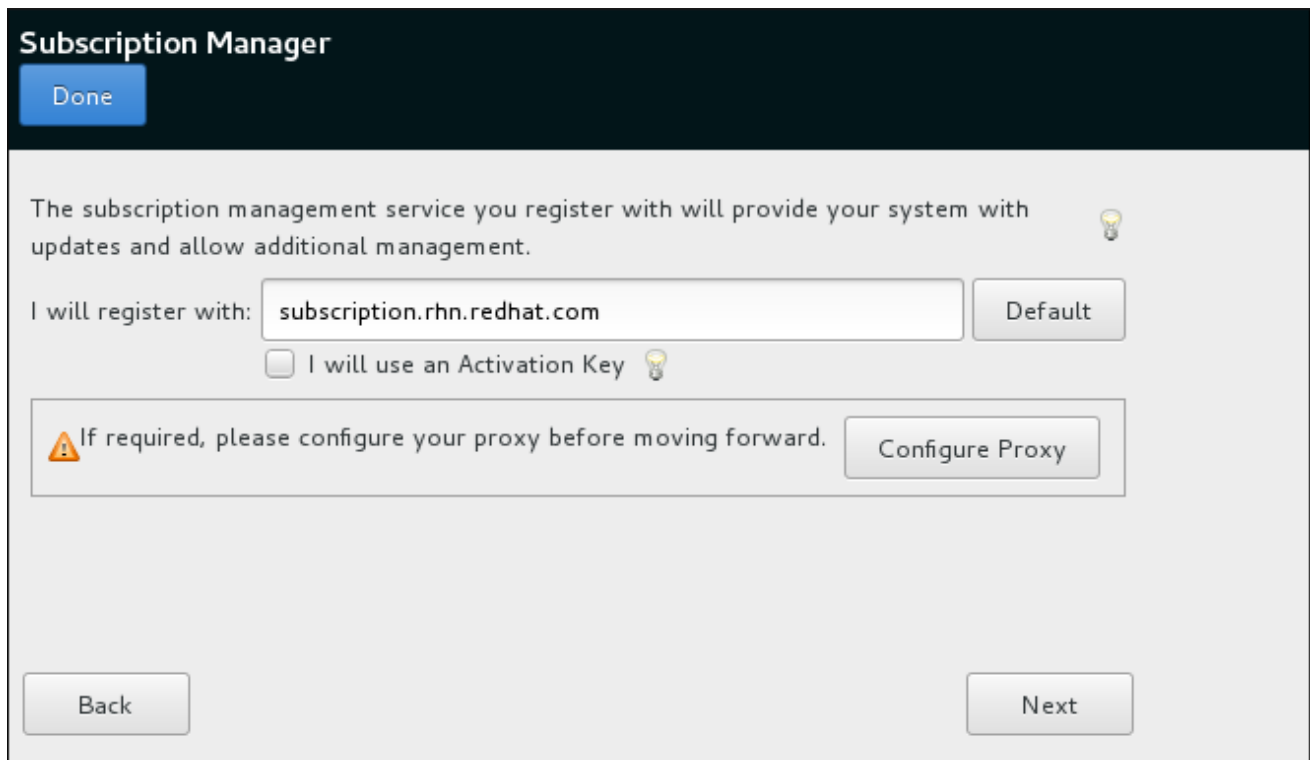 Subscription Manager
Done
The subscription management service you register with will provide your system with
updates and allow additional management.
I will register with: subscription.rhn.redhat.com Default
I will use an Activation Key
If required, please configure your proxy before moving forward. Configure Proxy
Back Next